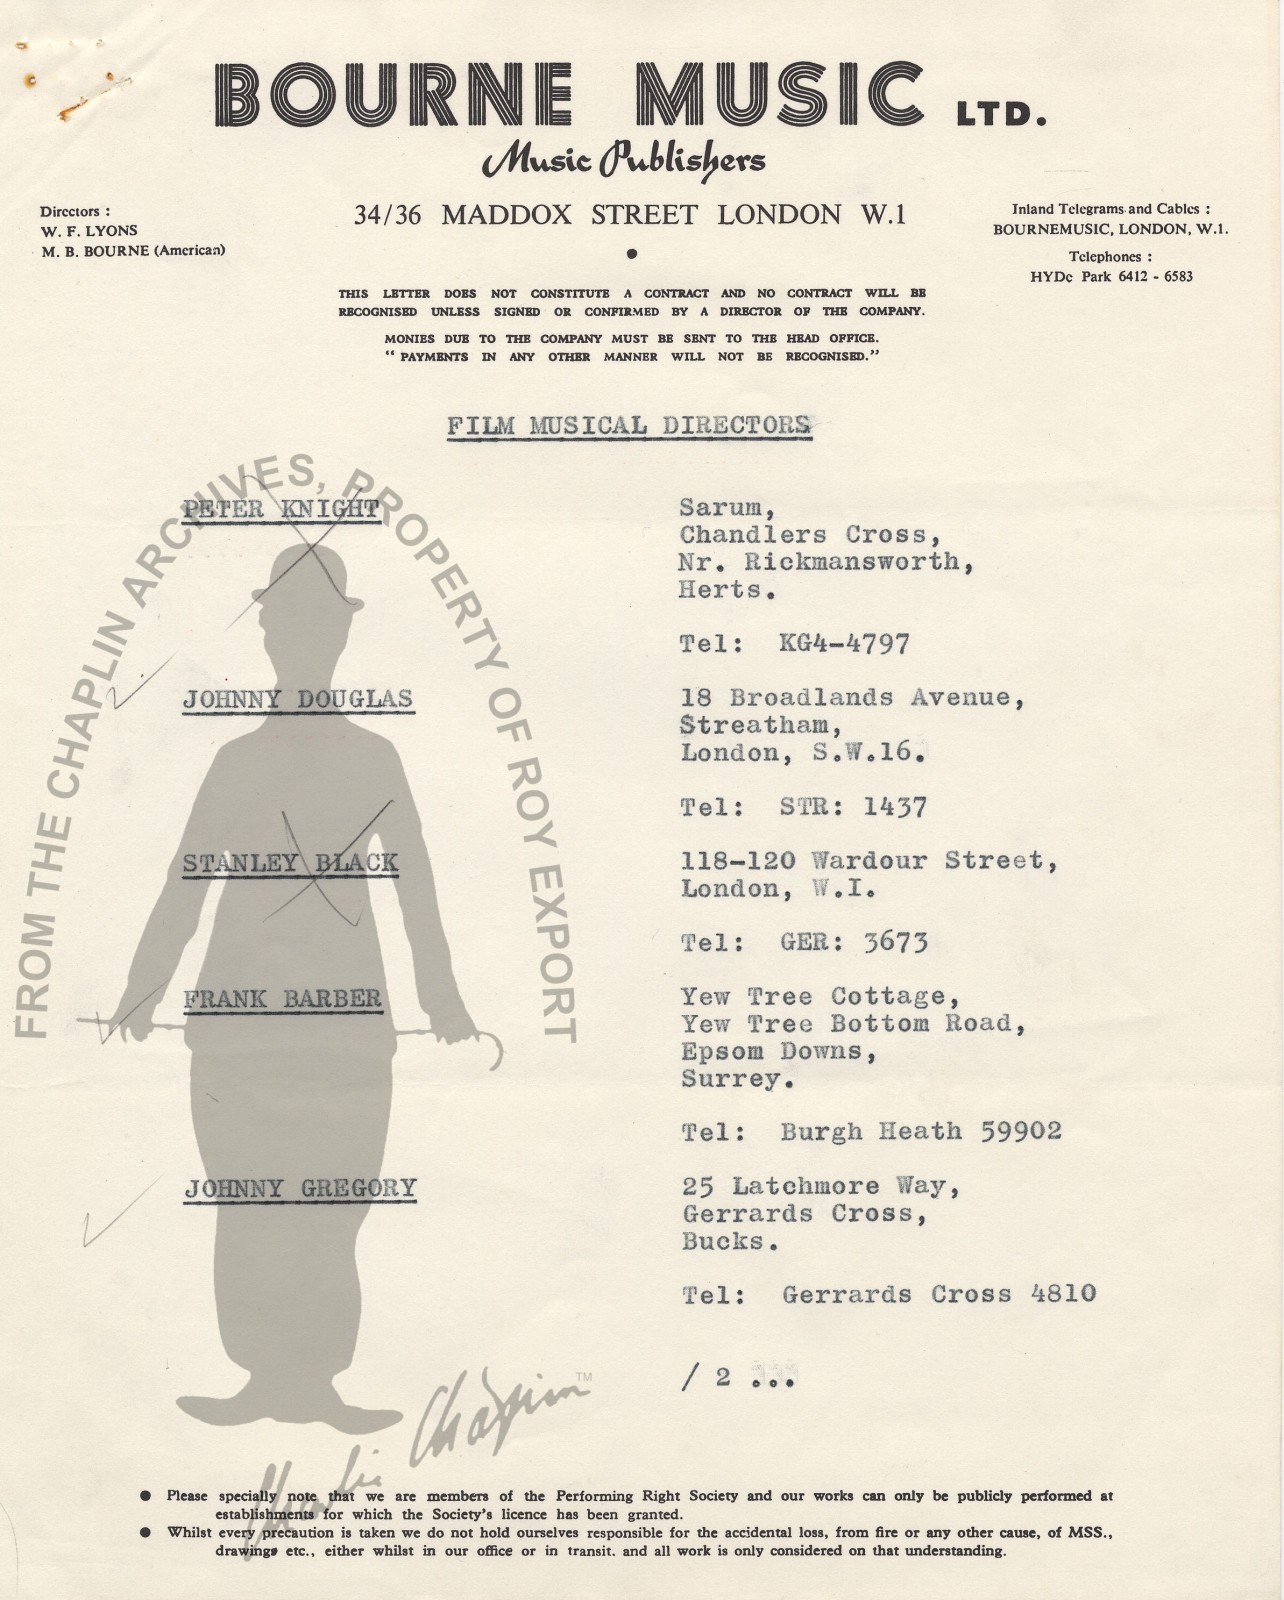 BOURNE MUSIC LTD.
Music Publishers
Directors :
W. F. LYONS
M. B. BOURNE (American)
34/36 MADDOX STREET LONDON W.1
Inland Telegrams and Cables :
BOURNEMUSIC, LONDON, W.1.
Telephones :
HYDe Park 6412 - 6583
THIS LETTER DOES NOT CONSTITUTE A CONTRACT AND NO CONTRACT WILL BE
RECOGNISED UNLESS SIGNED OR CONFIRMED BY A DIRECTOR OF THE COMPANY.
MONIES DUE TO THE COMPANY MUST BE SENT TO THE HEAD OFFICE.
“ PAYMENTS IN ANY OTHER MANNER WILL NOT BE RECOGNISED.”
FILM MUSICAL DIRECTORS
FROM THE CHAPLIN ARCHIVES, PROPERTY OF ROY EXPORT
PETER KNIGHT
Sarum,
Chandlers Cross,
Nr. Rickmansworth,
Herts.
Tel: KG4-4797
JOHNNY DOUGLAS
18 Broadlands Avenue,
Streatham,
London, S.W.16.
Tel: STR: 1437
STANLEY BLACK
118-120 Wardour Street,
London, W.I.
Tel: GER: 3673
FRANK BARBER
Yew Tree Cottage,
Yew Tree Bottom Road,
Epsom Downs,
Surrey.
Tel: Burgh Heath 59902
JOHNNY GREGORY
25 Latchmore Way,
Gerrards Cross,
Bucks.
Tel: Gerrards Cross 4810
/ 2 ...
Charlie Chaplin™
● Please specially note that we are members of the Performing Right Society and our works can only be publicly performed at
establishments for which the Society's licence has been granted.
● Whilst every precaution is taken we do not hold ourselves responsible for the accidental loss, from fire or any other cause, of MSS.,
drawings etc., either whilst in our office or in transit. and all work is only considered on that understanding.